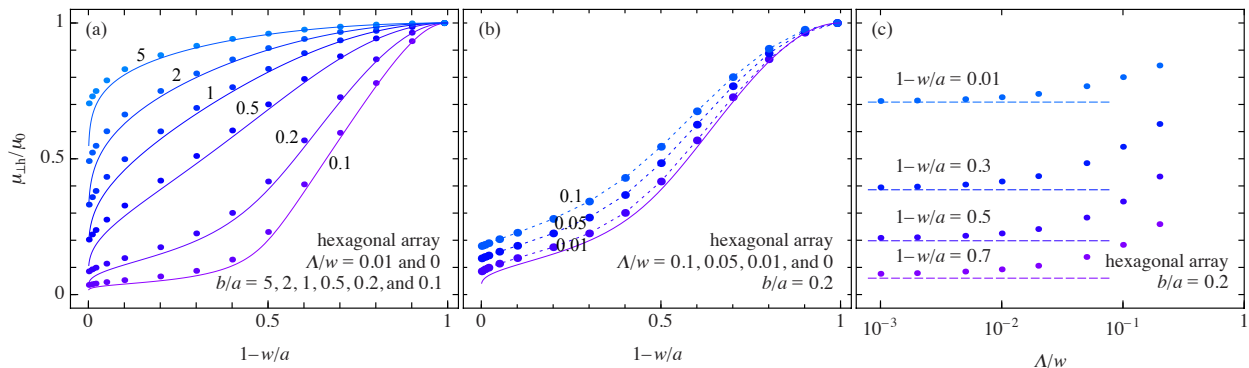 (a)
(b)
(c)
1
0.5
0
μ⊥h/μ0
5
2
1
0.5
0.2
0.1
hexagonal array
Λ/w = 0.01 and 0
b/a = 5, 2, 1, 0.5, 0.2, and 0.1
0 0.5 1
1−w/a
0.1
0.05
0.01
hexagonal array
Λ/w = 0.1, 0.05, 0.01, and 0
b/a = 0.2
0 0.5 1
1−w/a
1−w/a = 0.01
1−w/a = 0.3
1−w/a = 0.5
1−w/a = 0.7
hexagonal array
b/a = 0.2
10−3 10−2 10−1 1
Λ/w